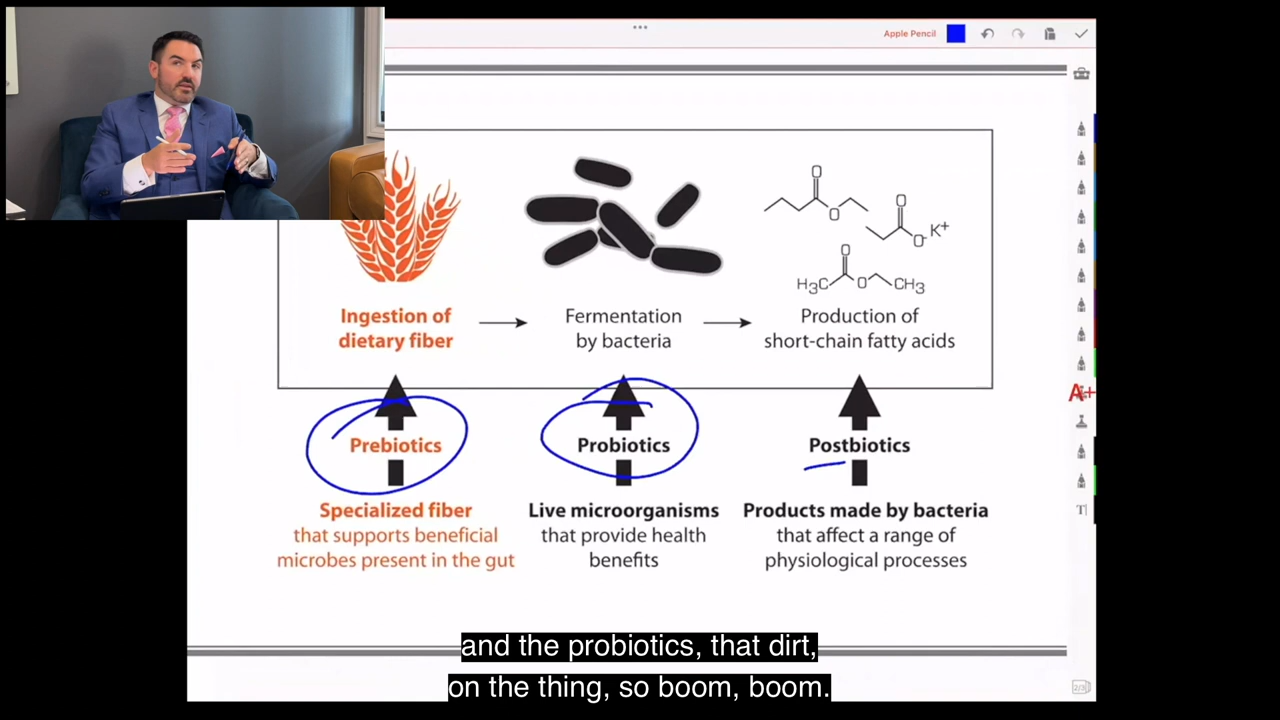 Apple Pencil
H₃C
O
O
O
O
O-
K+
O
O
CH₃
Ingestion of
dietary fiber
Fermentation
by bacteria
Production of
short-chain fatty acids
A+
Prebiotics
Probiotics
Postbiotics
Specialized fiber
that supports beneficial
microbes present in the gut
Live microorganisms
that provide health
benefits
Products made by bacteria
that affect a range of
physiological processes
T
2/3
and the probiotics, that dirt,
on the thing, so boom, boom.